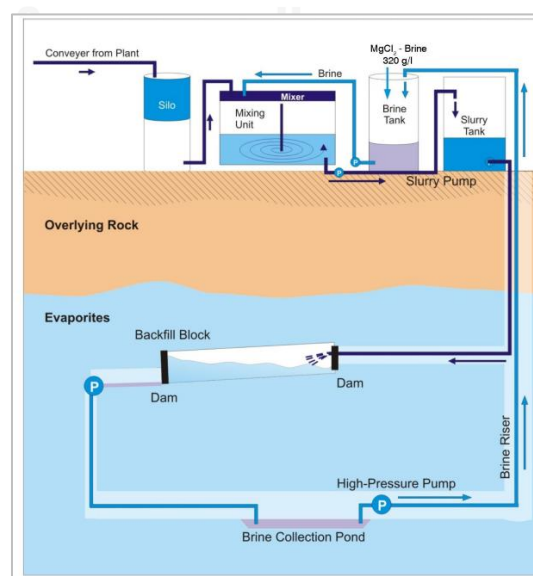 Conveyer from Plant
Silo
Brine
Mixer
Mixing
Unit
P
MgCl2 - Brine
320 g/l
Brine
Tank
P
Slurry
Tank
Slurry Pump
Overlying Rock
Evaporites
Backfill Block
Dam
Dam
P
Brine Riser
High-Pressure Pump
P
Brine Collection Pond